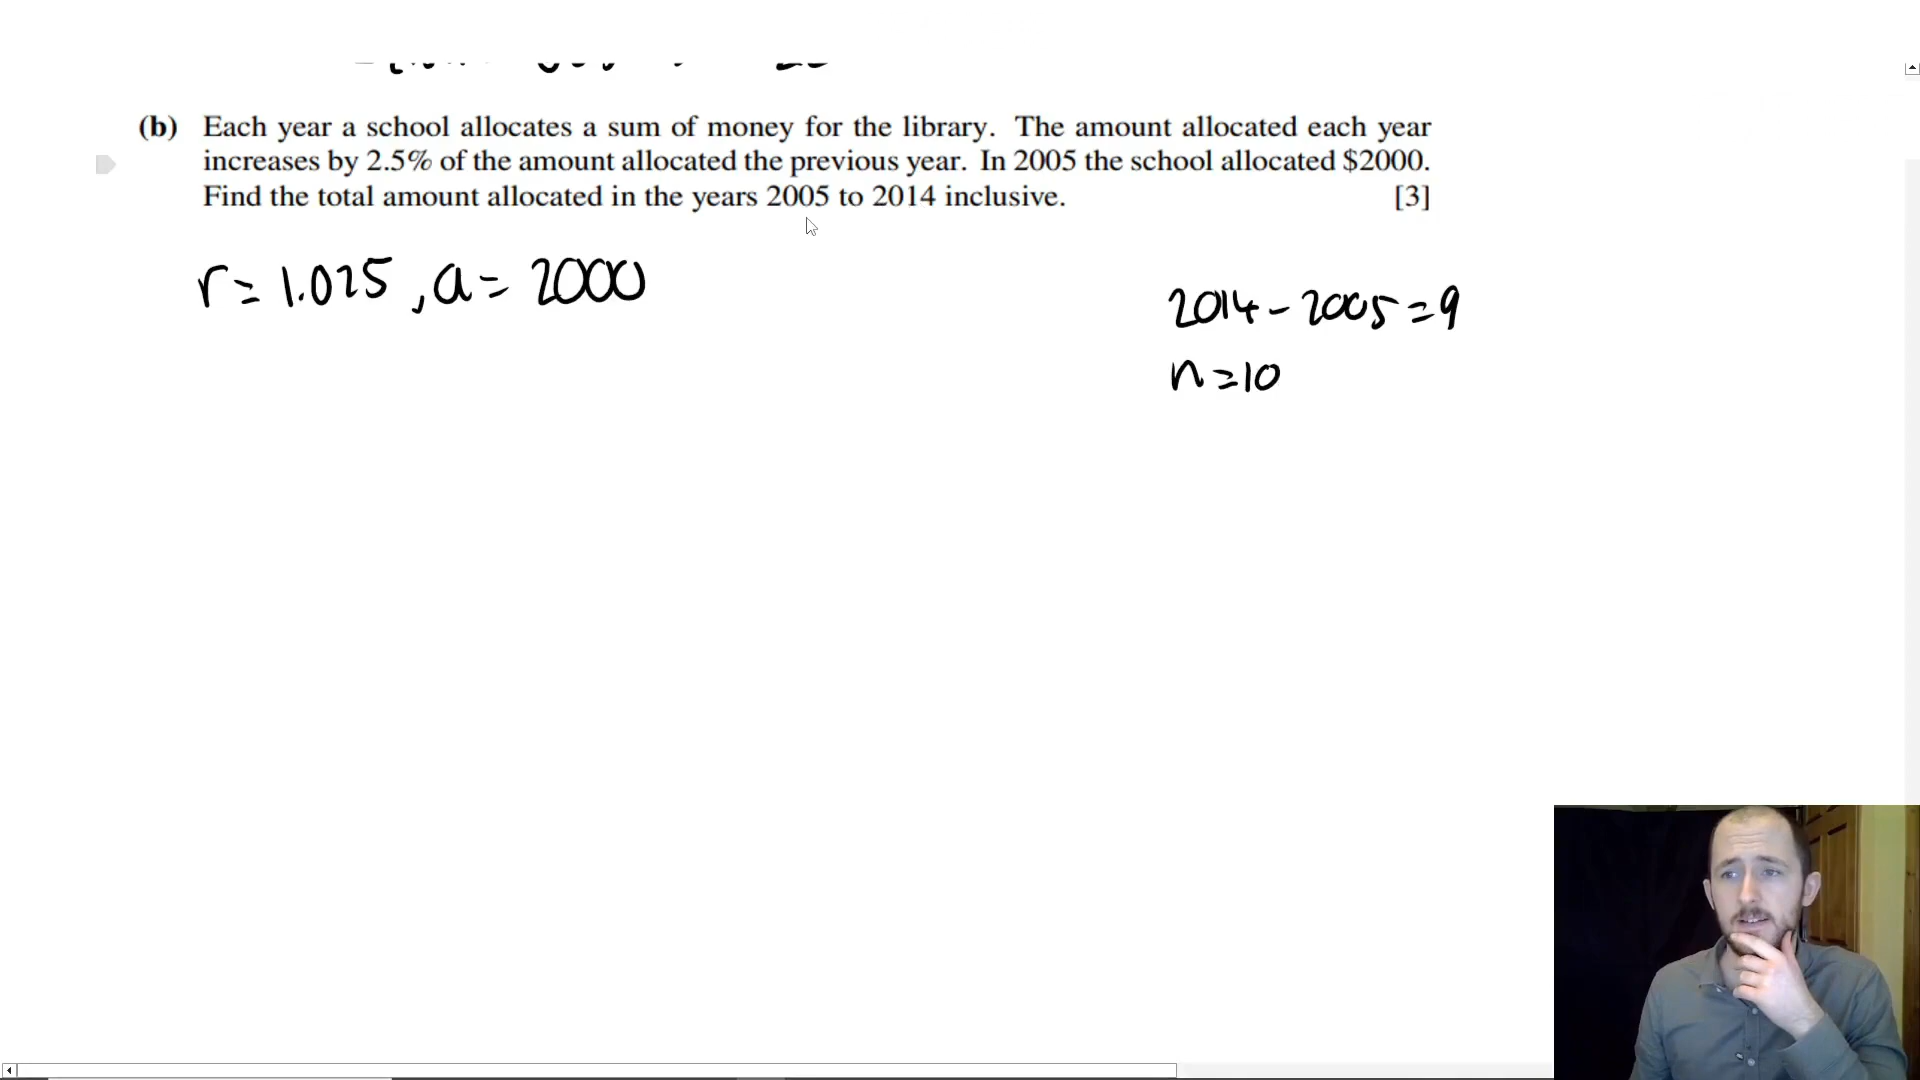 (b) Each year a school allocates a sum of money for the library. The amount allocated each year
increases by 2.5% of the amount allocated the previous year. In 2005 the school allocated $2000.
Find the total amount allocated in the years 2005 to 2014 inclusive. [3]
r = 1.025, a = 2000
2014 - 2005 = 9
n = 10